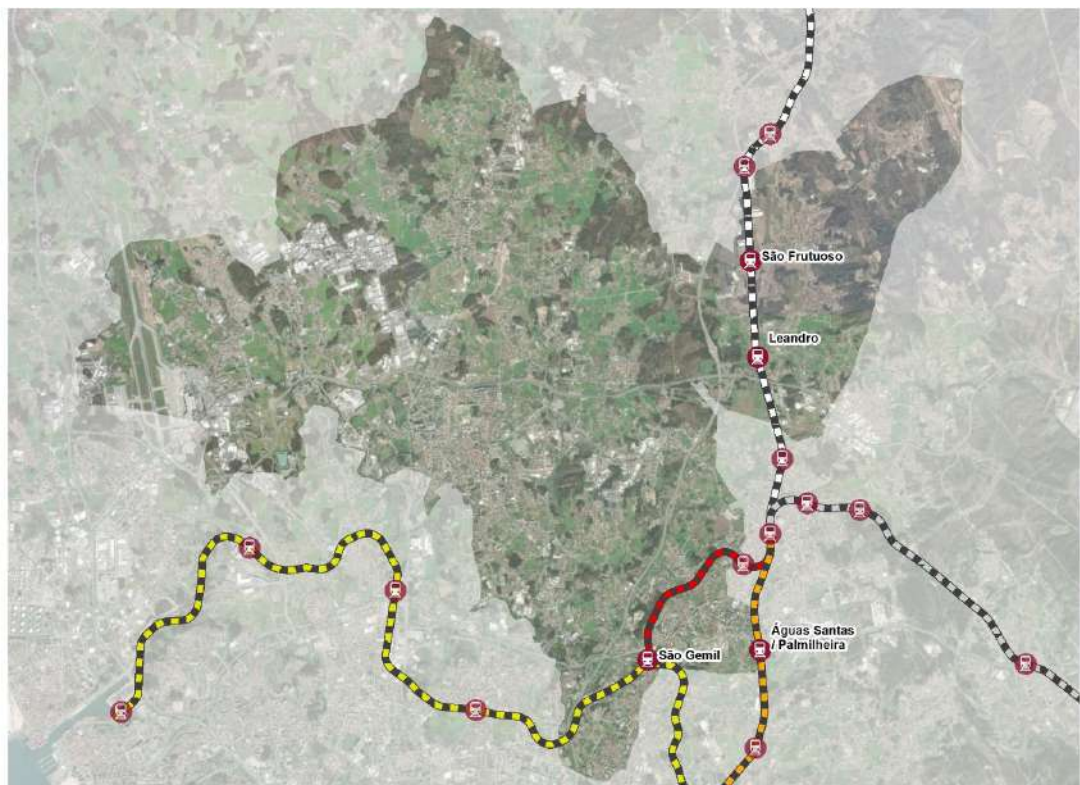 São Frutuoso
Leandro
Águas Santas
/ Palmilheira
São Gemil